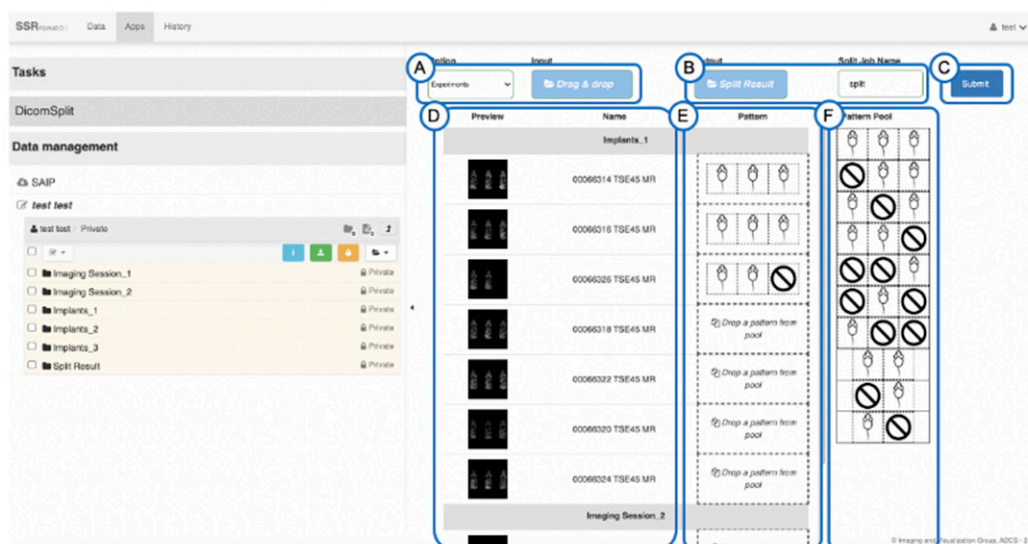 SSR Data Apps History test
Tasks
DicomSplit
Data management
SAIP
test test
test test / Private
Imaging Session_1 Private
Imaging Session_2 Private
Implants_1 Private
Implants_2 Private
Implants_3 Private
Split Result Private
A Input
Experiments Drag & drop
B Split Job Name
Split Result split
C Submit
D Preview Name
E Pattern
F Pattern Pool
Implants_1
00066314 TSE45 MR
00066316 TSE45 MR
00066326 TSE45 MR
00066318 TSE45 MR Drop a pattern from
pool
00066322 TSE45 MR Drop a pattern from
pool
00066320 TSE45 MR Drop a pattern from
pool
00066324 TSE45 MR Drop a pattern from
pool
Imaging Session_2
© Imaging and Visualization Group, A2CS - 2